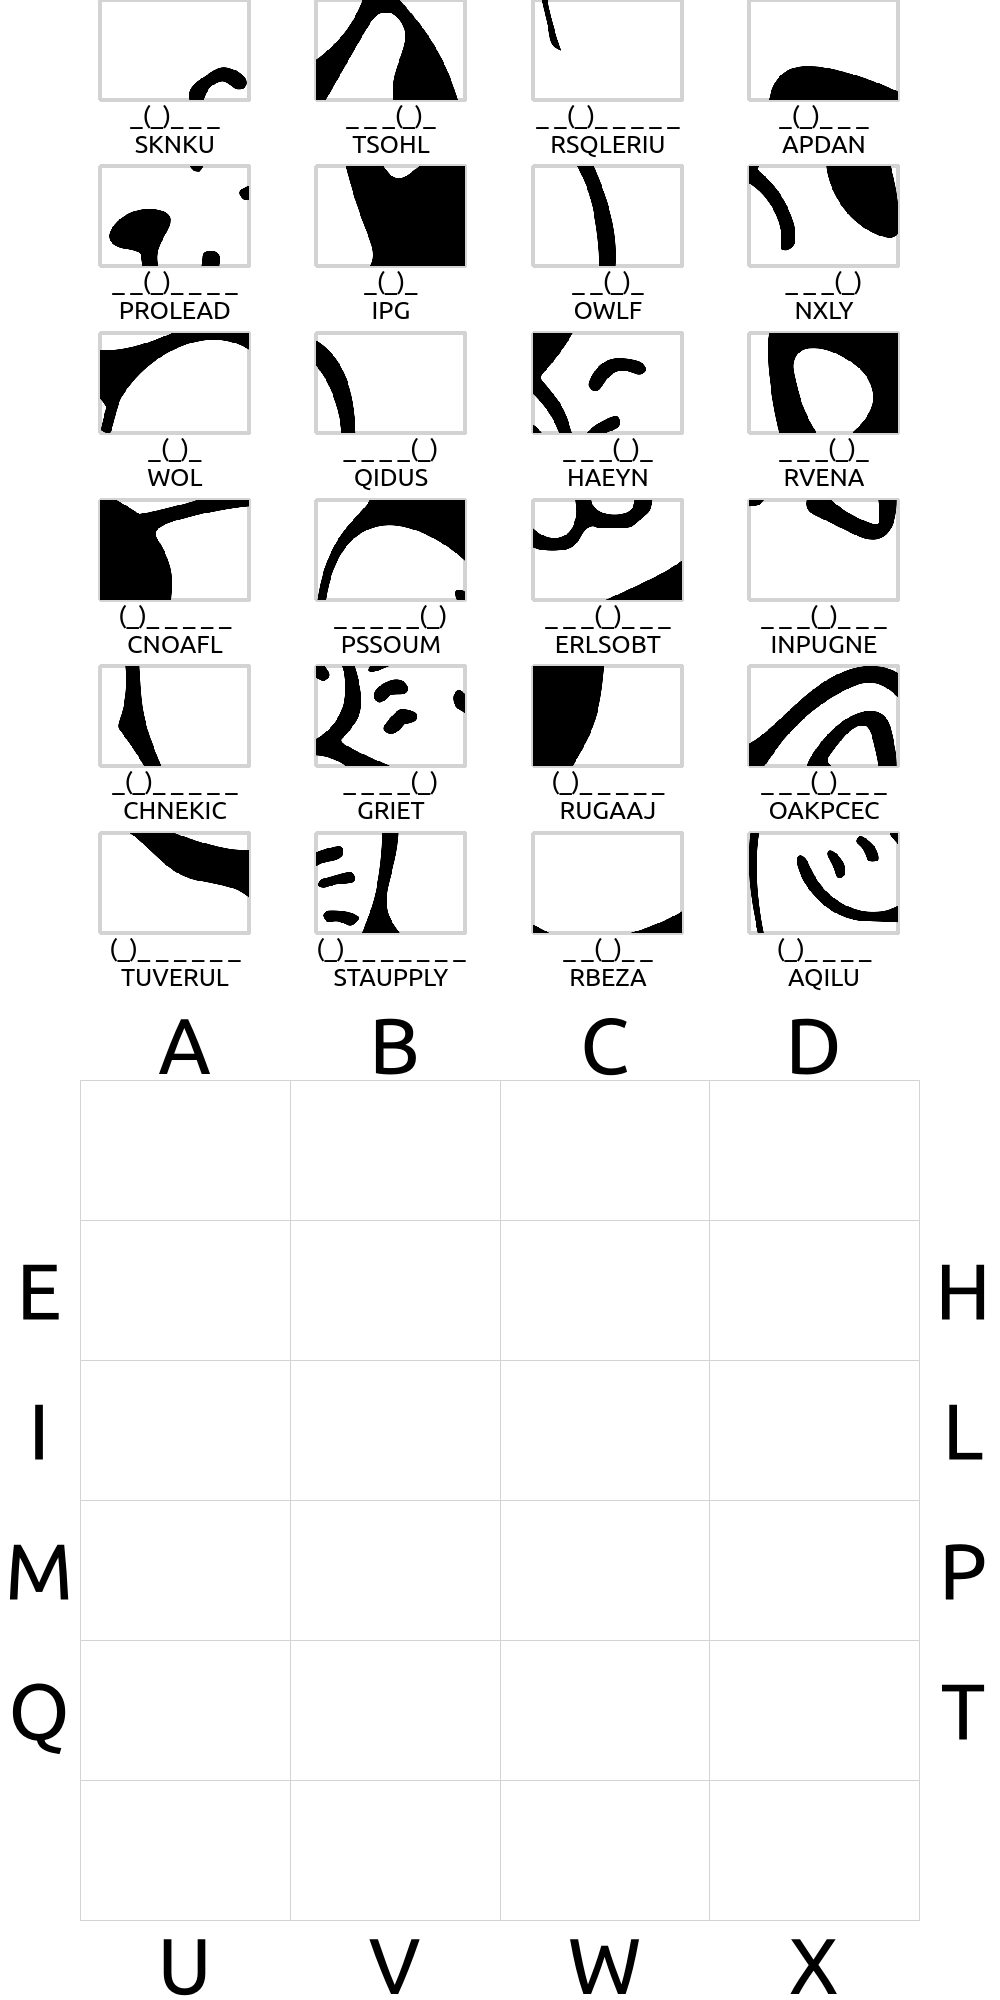 _(_)_ _ _ _ _ _(_)_ _ _(_)_ _ _ _ _ _(_)_ _ _
SKNKU TSOHL RSQLERIU APDAN
_ _(_)_ _ _ _ _(_)_ _ _(_)_ _ _ _(_)
PROLEAD IPG OWLF NXLY
_(_)_ _ _ _ _(_) _ _ _(_)_ _ _ _(_)_
WOL QIDUS HAEYN RVENA
(_)_ _ _ _ _ _ _ _ _ _(_) _ _ _(_)_ _ _ _ _ _(_)_ _ _
CNOAFL PSSOUM ERLSOBT INPUGNE
_(_)_ _ _ _ _ _ _ _ _(_) (_)_ _ _ _ _ _ _ _(_)_ _ _
CHNEKIC GRIET RUGAAJ OAKPCEC
(_)_ _ _ _ _ _ (_)_ _ _ _ _ _ _ _ _(_)_ _ (_)_ _ _ _
TUVERUL STAUPPLY RBEZA AQILU
A B C D
E H
I L
M P
Q T
U V W X